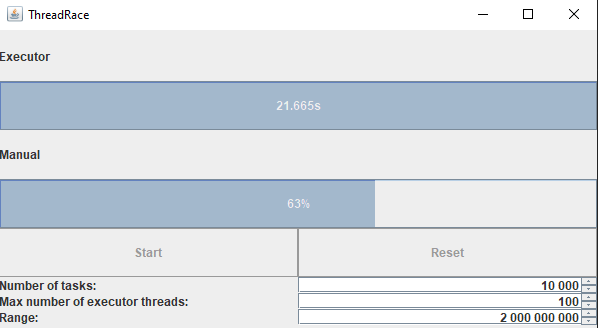 ThreadRace
Executor
21.665s
Manual
63%
Start Reset
Number of tasks: 10 000
Max number of executor threads: 100
Range: 2 000 000 000